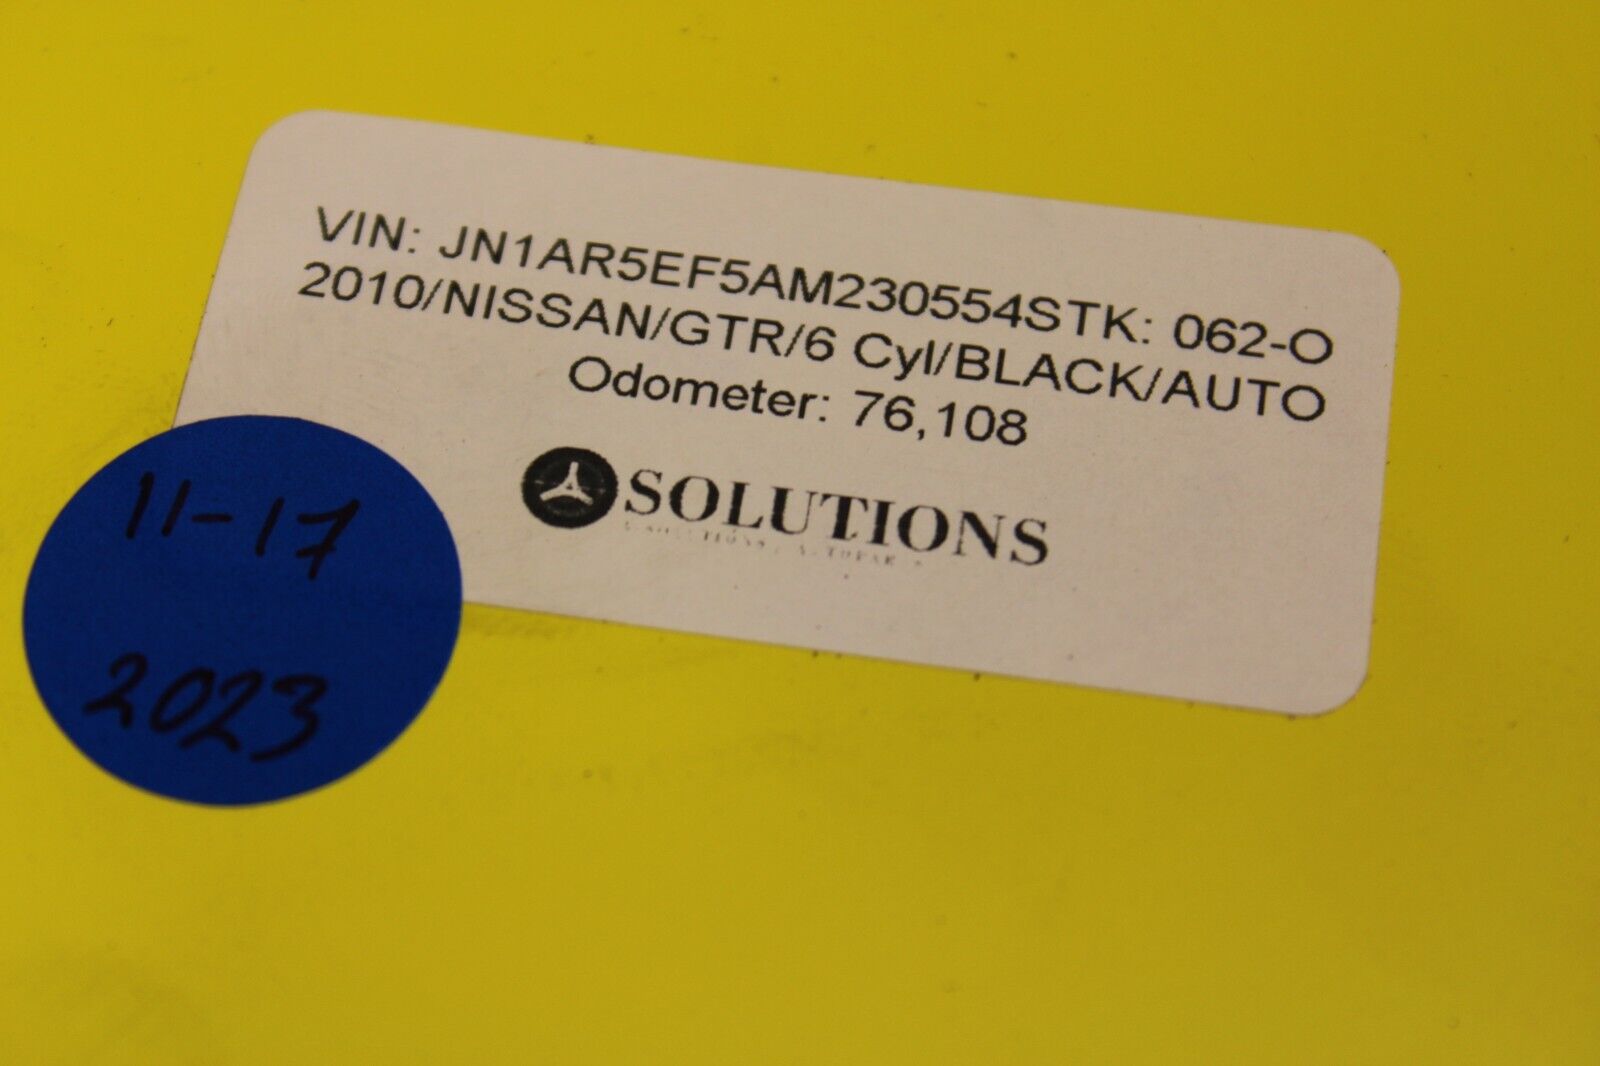 VIN: JN1AR5EF5AM230554STK: 062-O
2010/NISSAN/GTR/6 Cyl/BLACK/AUTO
Odometer: 76,108
SOLUTIONS
11-17
2023